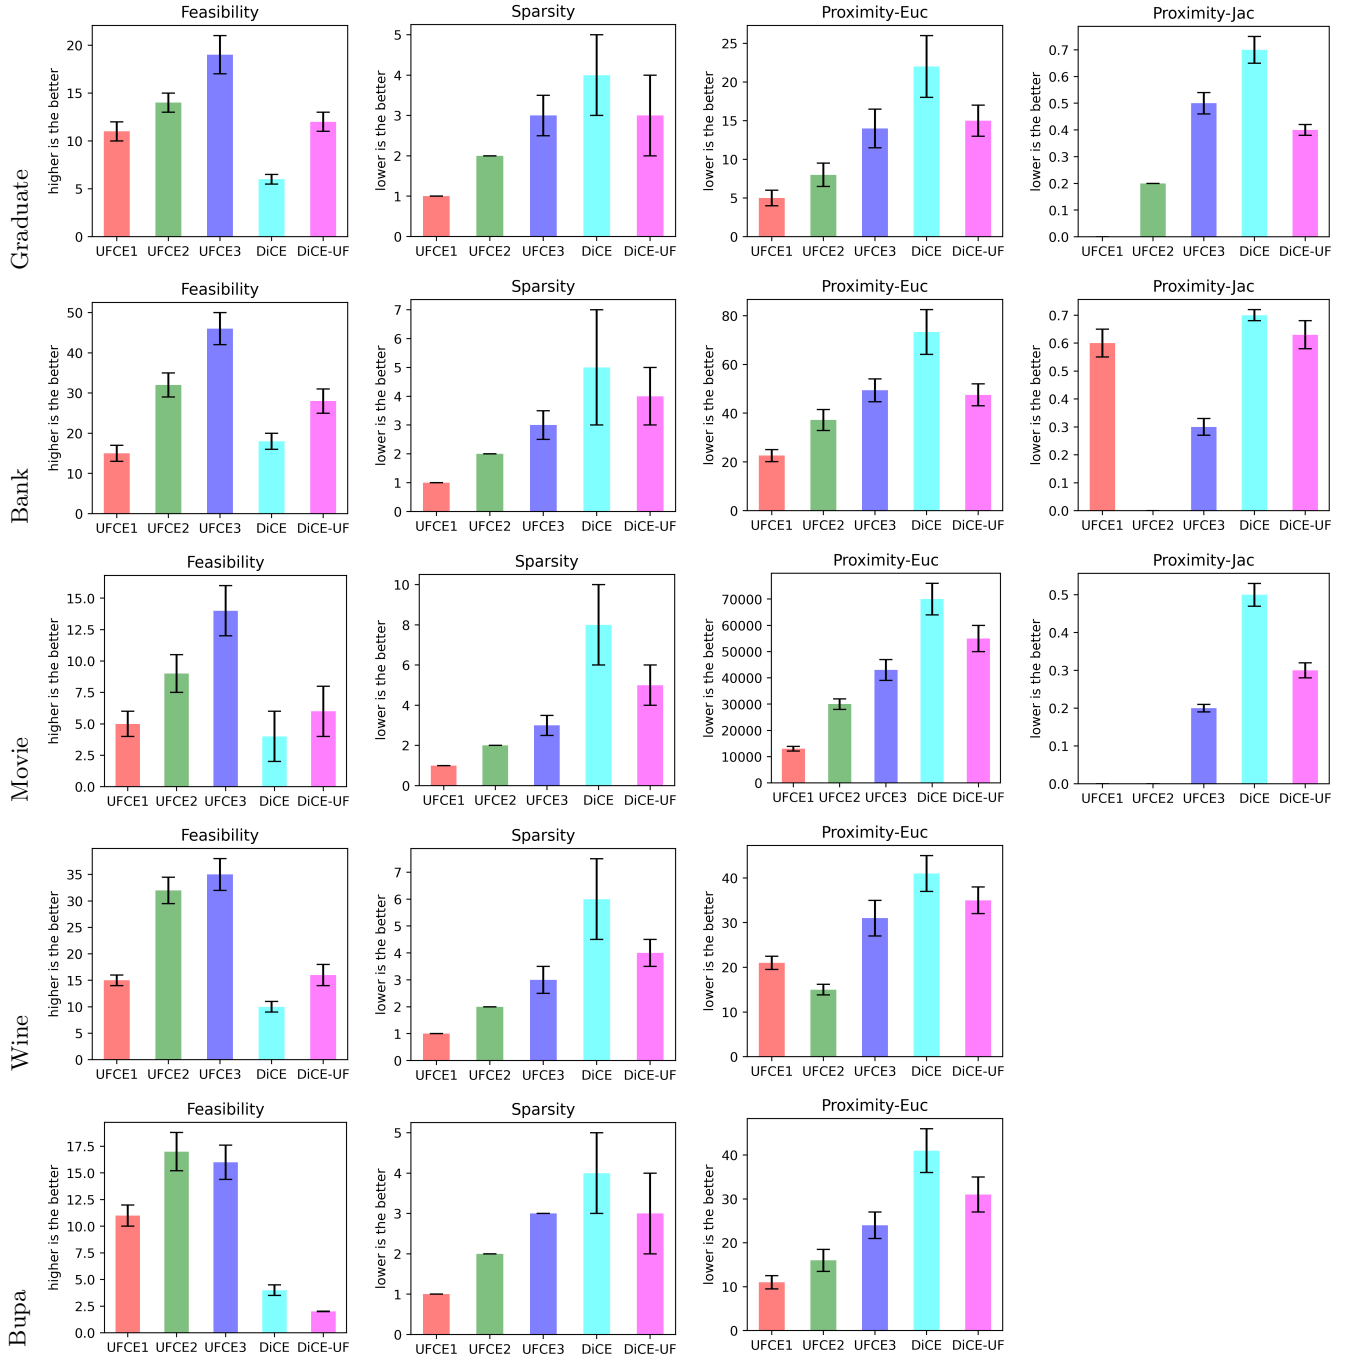 Graduate
Feasibility
higher is the better
20
15
10
5
0
UFCE1 UFCE2 UFCE3 DiCE DiCE-UF
Sparsity
lower is the better
5
4
3
2
1
0
UFCE1 UFCE2 UFCE3 DiCE DiCE-UF
Proximity-Euc
lower is the better
25
20
15
10
5
0
UFCE1 UFCE2 UFCE3 DiCE DiCE-UF
Proximity-Jac
lower is the better
0.7
0.6
0.5
0.4
0.3
0.2
0.1
0.0
UFCE1 UFCE2 UFCE3 DiCE DiCE-UF
Bank
Feasibility
higher is the better
50
40
30
20
10
0
UFCE1 UFCE2 UFCE3 DiCE DiCE-UF
Sparsity
lower is the better
7
6
5
4
3
2
1
0
UFCE1 UFCE2 UFCE3 DiCE DiCE-UF
Proximity-Euc
lower is the better
80
60
40
20
0
UFCE1 UFCE2 UFCE3 DiCE DiCE-UF
Proximity-Jac
lower is the better
0.7
0.6
0.5
0.4
0.3
0.2
0.1
0.0
UFCE1 UFCE2 UFCE3 DiCE DiCE-UF
Movie
Feasibility
higher is the better
15.0
12.5
10.0
7.5
5.0
2.5
0.0
UFCE1 UFCE2 UFCE3 DiCE DiCE-UF
Sparsity
lower is the better
10
8
6
4
2
0
UFCE1 UFCE2 UFCE3 DiCE DiCE-UF
Proximity-Euc
lower is the better
70000
60000
50000
40000
30000
20000
10000
0
UFCE1 UFCE2 UFCE3 DiCE DiCE-UF
Proximity-Jac
lower is the better
0.5
0.4
0.3
0.2
0.1
0.0
UFCE1 UFCE2 UFCE3 DiCE DiCE-UF
Wine
Feasibility
higher is the better
35
30
25
20
15
10
5
0
UFCE1 UFCE2 UFCE3 DiCE DiCE-UF
Sparsity
lower is the better
7
6
5
4
3
2
1
0
UFCE1 UFCE2 UFCE3 DiCE DiCE-UF
Proximity-Euc
lower is the better
40
30
20
10
0
UFCE1 UFCE2 UFCE3 DiCE DiCE-UF
Bupa
Feasibility
higher is the better
17.5
15.0
12.5
10.0
7.5
5.0
2.5
0.0
UFCE1 UFCE2 UFCE3 DiCE DiCE-UF
Sparsity
lower is the better
5
4
3
2
1
0
UFCE1 UFCE2 UFCE3 DiCE DiCE-UF
Proximity-Euc
lower is the better
40
30
20
10
0
UFCE1 UFCE2 UFCE3 DiCE DiCE-UF